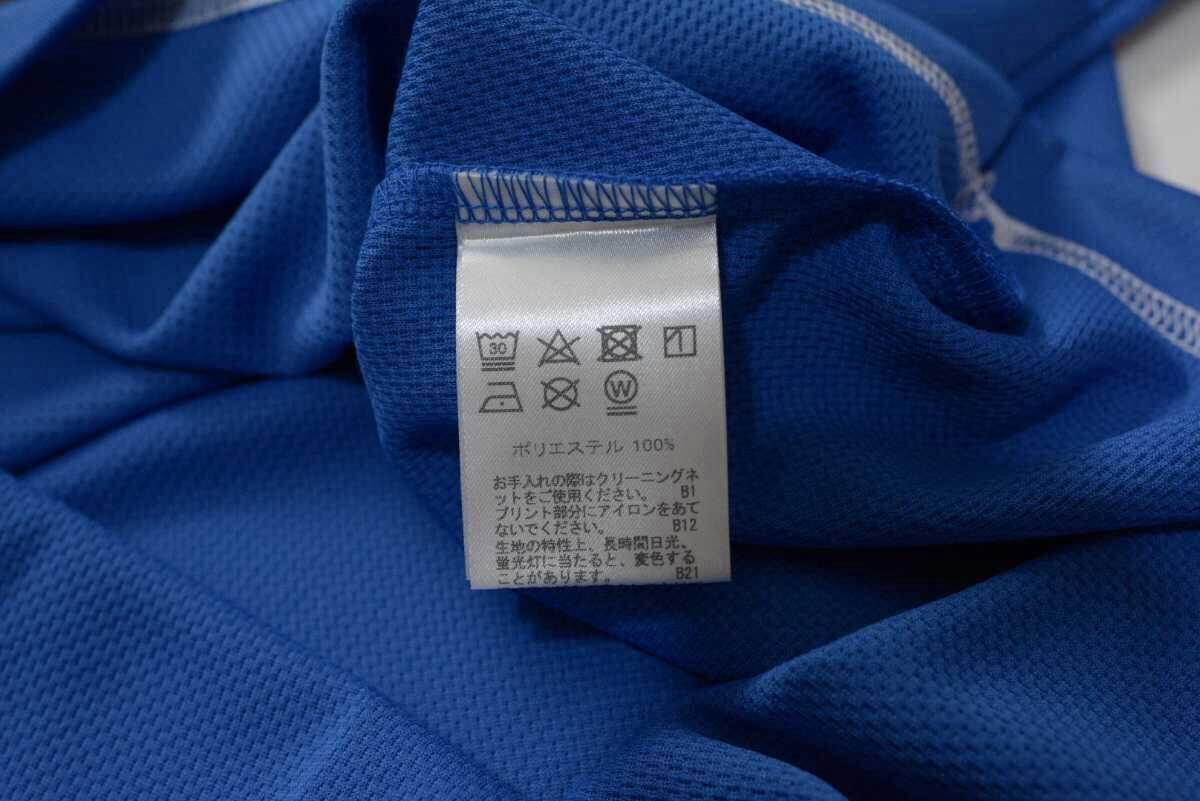 30
W
ポリエステル 100%
お手入れの際はクリーニングネ
ットをご使用ください。 B1
プリント部分にアイロンをあて
ないでください。 B12
生地の特性上、長時間日光、
蛍光灯に当たると、変色する
ことがあります。 B21